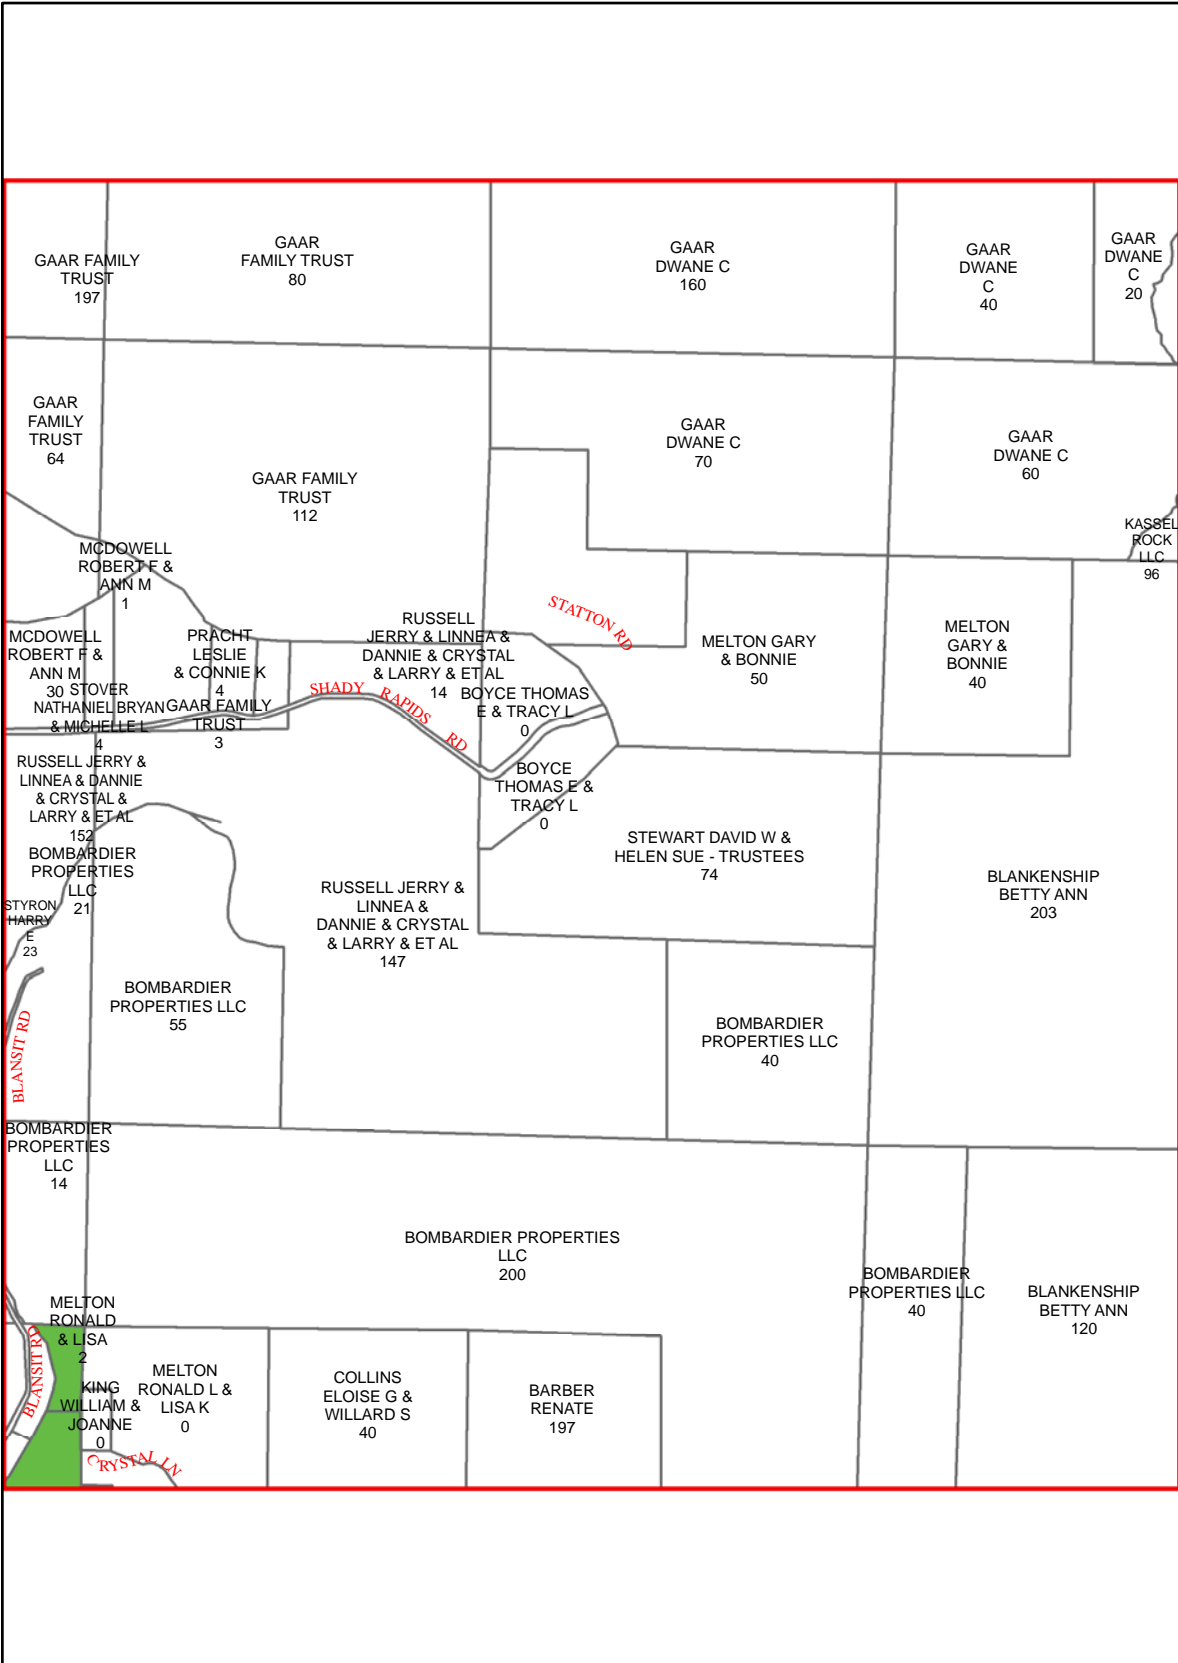 GAAR FAMILY
TRUST
197
GAAR
FAMILY TRUST
80
GAAR
DWANE C
160
GAAR
DWANE
C
40
GAAR
DWANE
C
20
GAAR
FAMILY
TRUST
64
GAAR FAMILY
TRUST
112
GAAR
DWANE C
70
GAAR
DWANE C
60
KASSEL
ROCK
LLC
96
MCDOWELL
ROBERT F &
ANN M
1
MCDOWELL
ROBERT F &
ANN M
30
STOVER
NATHANIEL BRYAN
& MICHELLE L
4
PRACHT
LESLIE
& CONNIE K
4
GAAR FAMILY
TRUST
3
RUSSELL
JERRY & LINNEA &
DANNIE & CRYSTAL
& LARRY & ET AL
14
STATTON RD
SHADY RAPIDS RD
BOYCE THOMAS
E & TRACY L
0
BOYCE
THOMAS E &
TRACY L
0
MELTON GARY
& BONNIE
50
MELTON
GARY &
BONNIE
40
RUSSELL JERRY &
LINNEA & DANNIE
& CRYSTAL &
LARRY & ET AL
152
BOMBARDIER
PROPERTIES
LLC
21
STYRON
HARRY
E
23
STEWART DAVID W &
HELEN SUE - TRUSTEES
74
BLANKENSHIP
BETTY ANN
203
RUSSELL JERRY &
LINNEA &
DANNIE & CRYSTAL
& LARRY & ET AL
147
BOMBARDIER
PROPERTIES LLC
55
BOMBARDIER
PROPERTIES LLC
40
BLANSIT RD
BOMBARDIER
PROPERTIES
LLC
14
BOMBARDIER PROPERTIES
LLC
200
BOMBARDIER
PROPERTIES LLC
40
BLANKENSHIP
BETTY ANN
120
MELTON
RONALD
& LISA
2
BLANSIT RD
KING
WILLIAM &
JOANNE
0
MELTON
RONALD L &
LISA K
0
CRYSTAL LN
COLLINS
ELOISE G &
WILLARD S
40
BARBER
RENATE
197